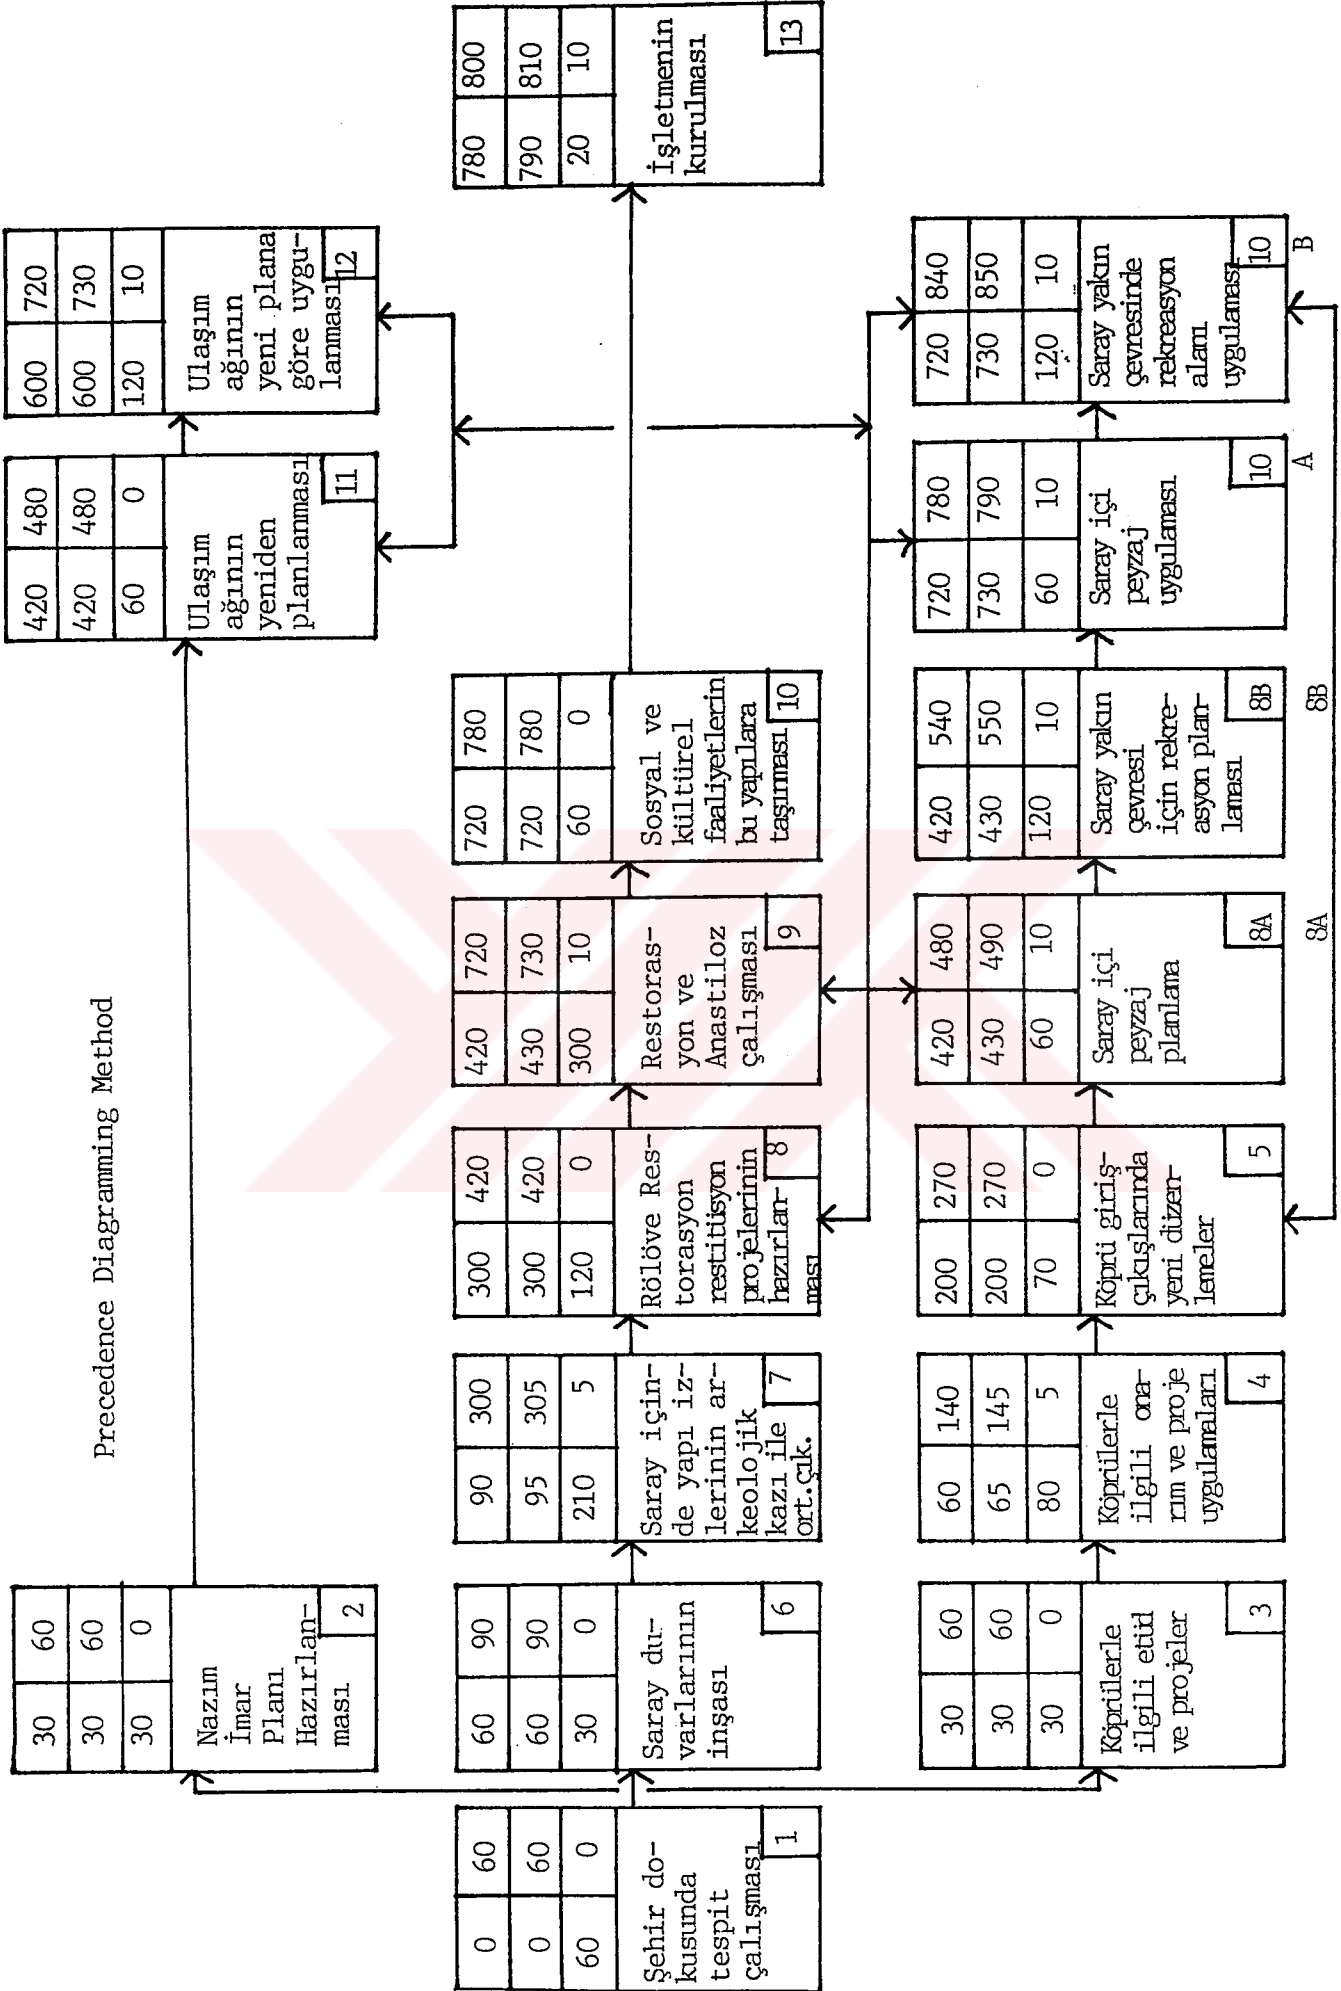 Precedence Diagramming Method
0 60
0 60
60 0
Şehir do-
kusunda
tespit
çalışması
1
30 60
30 60
30 0
Nazım
İmar
Planı
Hazırlan-
ması
2
420 480
420 480
60 0
Ulaşım
ağının
yeniden
planlanması
11
600 720
600 730
120 10
Ulaşım
ağının
yeni plana
göre uygu-
lanması
12
60 90
60 90
30 0
Saray du-
varlarının
inşası
6
90 300
95 305
210 5
Saray için-
de yapı iz-
lerinin ar-
keolojik
kazı ile
ort.çık.
7
300 420
300 420
120 0
Rölöve Res-
torasyon
restitüsyon
projelerinin
hazırlan-
ması
8
420 720
430 730
300 10
Restoras-
yon ve
Anastiloz
çalışması
9
720 780
720 780
60 0
Sosyal ve
kültürel
faaliyetlerin
bu yapılara
taşınması
10
780 800
790 810
20 10
İşletmenin
kurulması
13
30 60
30 60
30 0
Köprülerle
ilgili etüd
ve projeler
3
60 140
65 145
80 5
Köprülerle
ilgili ona-
rım ve proje
uygulamaları
4
200 270
200 270
70 0
Köprü giriş-
çıkışlarında
yeni düzen-
lemeler
5
420 480
430 490
60 10
Saray içi
peyzaj
planlama
8A
8A
420 540
430 550
120 10
Saray yakın
çevresi
için rekre-
asyon plan-
laması
8B
8B
720 780
730 790
60 10
Saray içi
peyzaj
uygulaması
10
A
720 840
730 850
120 10
Saray yakın
çevresinde
rekreasyon
alanı
uygulaması
10
B